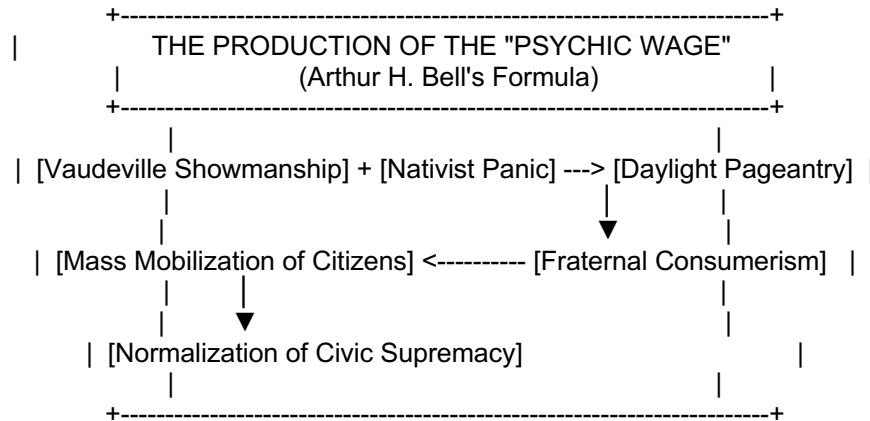 +-------------------------------------------------------------------+
| THE PRODUCTION OF THE "PSYCHIC WAGE"
| (Arthur H. Bell's Formula) |
+-------------------------------------------------------------------+
| |
| [Vaudeville Showmanship] + [Nativist Panic] ---> [Daylight Pageantry] |
| │ |
| ▼ |
| [Mass Mobilization of Citizens] <---------- [Fraternal Consumerism] |
| │ |
| ▼ |
| [Normalization of Civic Supremacy] |
| |
+-------------------------------------------------------------------+